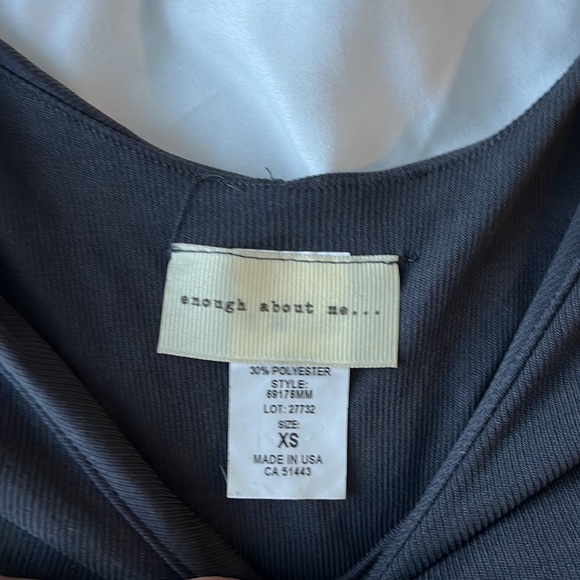 enough about me...
30% POLYESTER
STYLE:
69178MM
LOT: 27732
SIZE:
XS
MADE IN USA
CA 51443